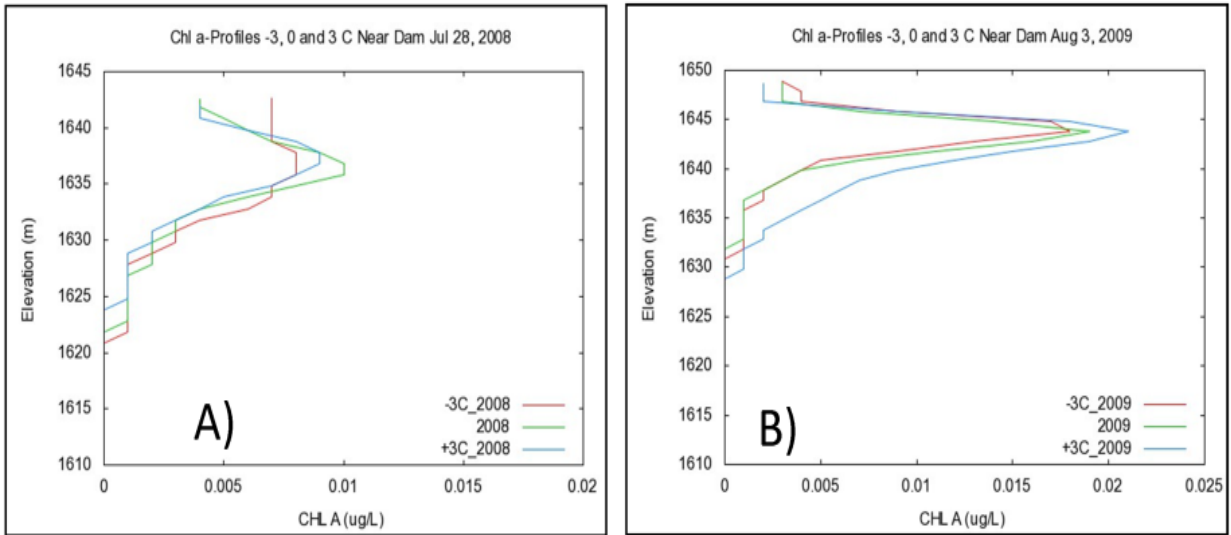 Chl a-Profiles -3, 0 and 3 C Near Dam Jul 28, 2008
1645
1640
1635
1630
1625
1620
1615
1610
Elevation (m)
0
0.005
0.01
0.015
0.02
CHL A (ug/L)
-3C_2008
2008
+3C_2008
A)
Chl a-Profiles -3, 0 and 3 C Near Dam Aug 3, 2009
1650
1645
1640
1635
1630
1625
1620
1615
1610
Elevation (m)
0
0.005
0.01
0.015
0.02
0.025
CHL A (ug/L)
-3C_2009
2009
+3C_2009
B)